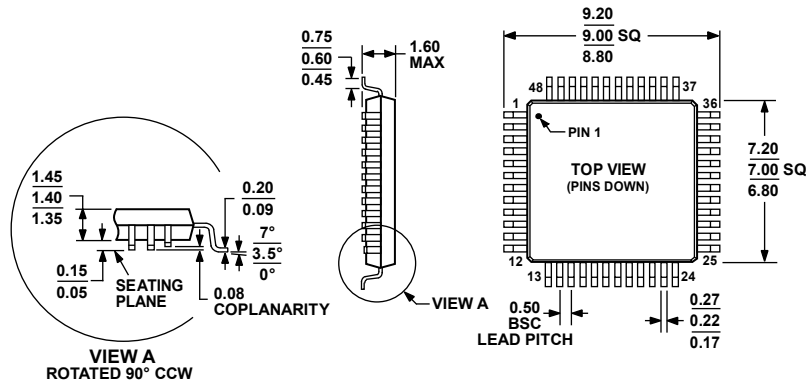 0.75
0.60
0.45
1.60
MAX
9.20
9.00 SQ
8.80
48
37
1
36
PIN 1
TOP VIEW
(PINS DOWN)
7.20
7.00 SQ
6.80
12
25
13
24
0.50
BSC
LEAD PITCH
0.27
0.22
0.17
VIEW A
1.45
1.40
1.35
0.20
0.09
7°
3.5°
0°
0.15
0.05
SEATING
PLANE
0.08
COPLANARITY
VIEW A
ROTATED 90° CCW